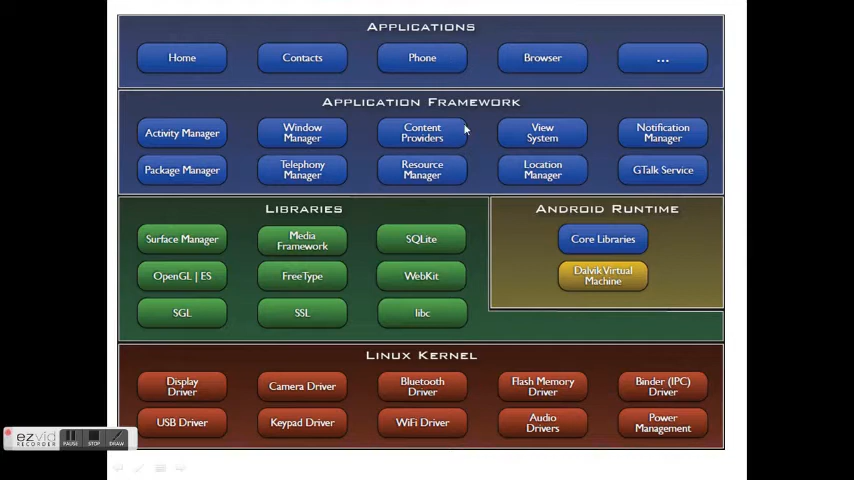 APPLICATIONS
Home
Contacts
Phone
Browser
...
APPLICATION FRAMEWORK
Activity Manager
Window
Manager
Content
Providers
View
System
Notification
Manager
Package Manager
Telephony
Manager
Resource
Manager
Location
Manager
GTalk Service
LIBRARIES
Surface Manager
Media
Framework
SQLite
OpenGL | ES
FreeType
WebKit
SGL
SSL
libc
ANDROID RUNTIME
Core Libraries
Dalvik Virtual
Machine
LINUX KERNEL
Display
Driver
Camera Driver
Bluetooth
Driver
Flash Memory
Driver
Binder (IPC)
Driver
USB Driver
Keypad Driver
WiFi Driver
Audio
Drivers
Power
Management
ezvid
RECORDER
PAUSE
STOP
DRAW